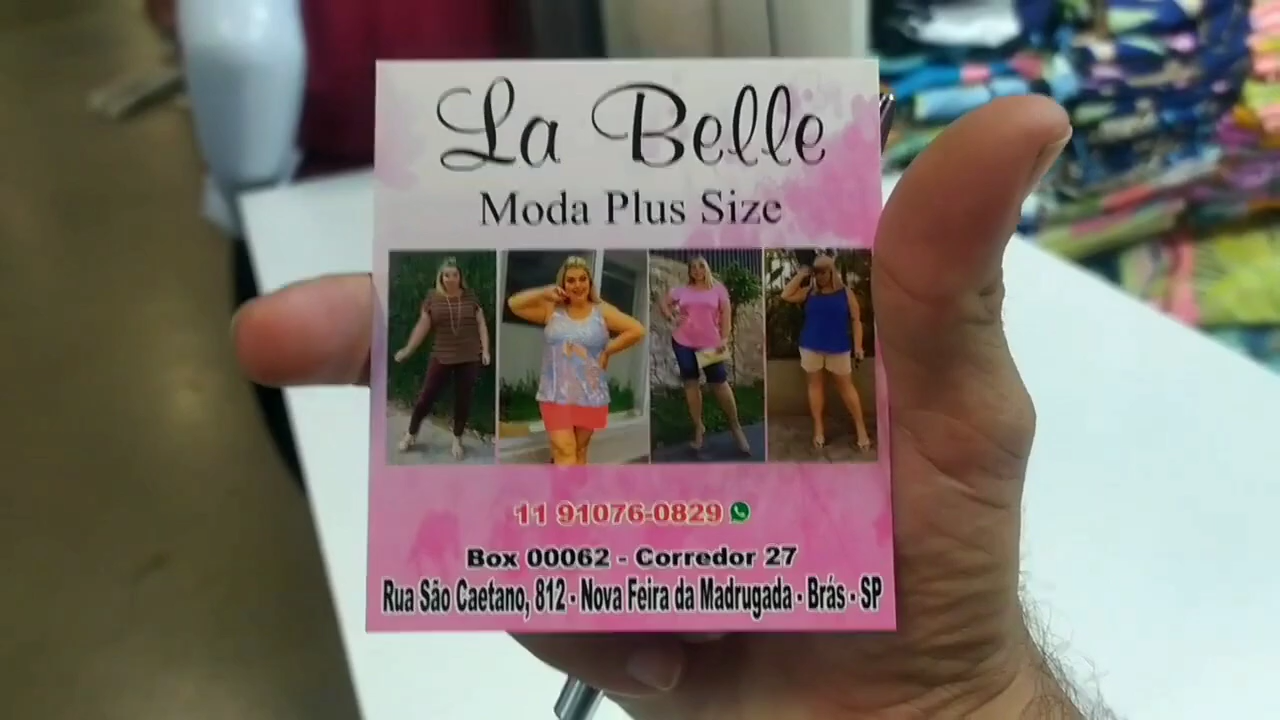 La Belle
Moda Plus Size
11 91076-0829
Box 00062 - Corredor 27
Rua São Caetano, 812 - Nova Feira da Madrugada - Brás - SP